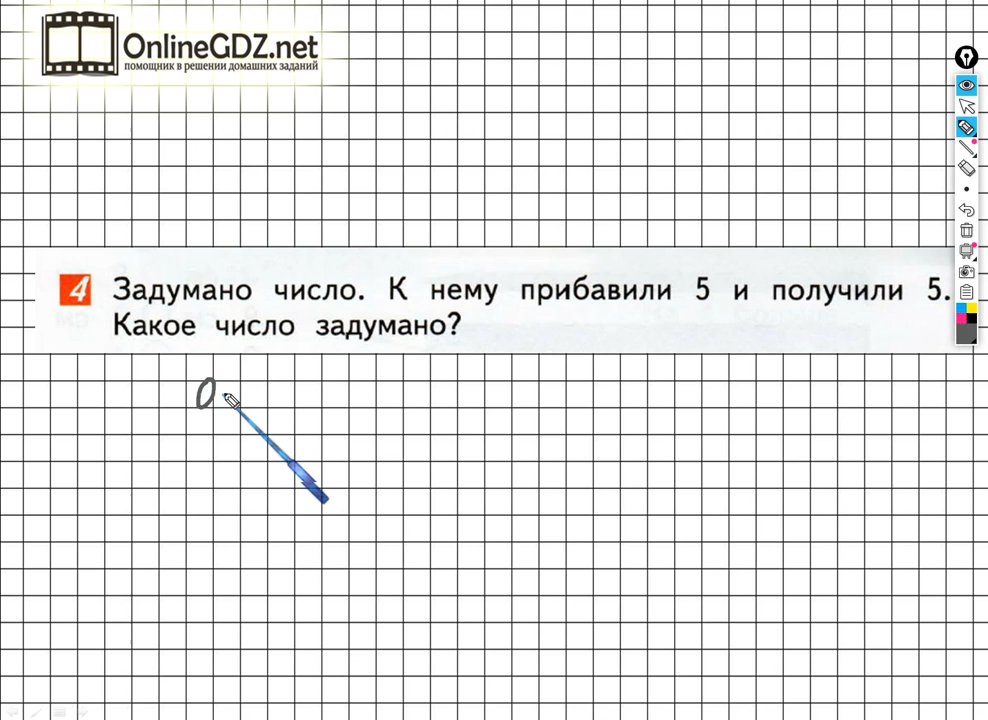 OnlineGDZ.net
помощник в решении домашних заданий
4 Задумано число. К нему прибавили 5 и получили 5.
Какое число задумано?
0